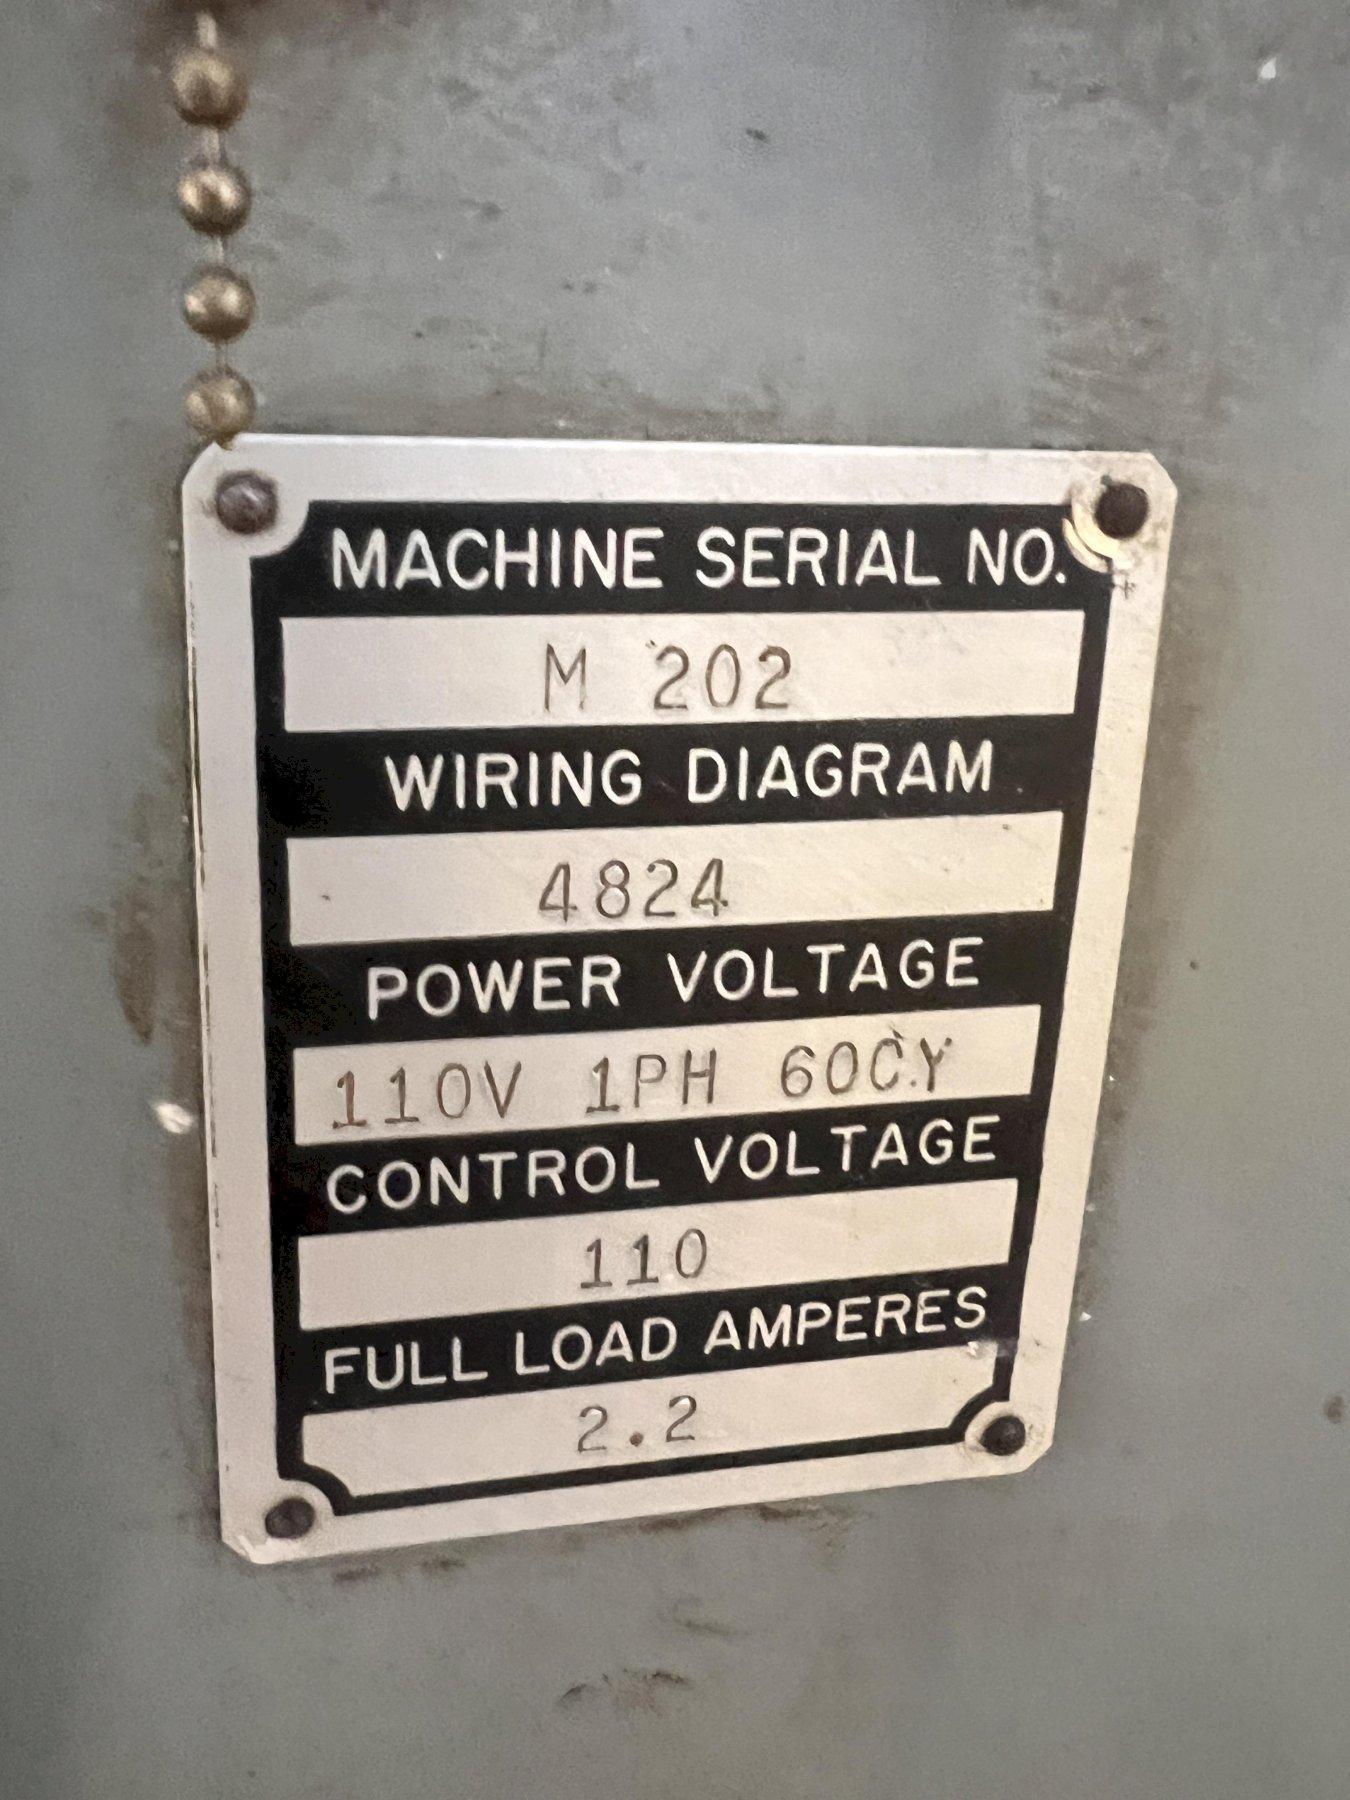 MACHINE SERIAL NO.
M 202
WIRING DIAGRAM
4824
POWER VOLTAGE
110V 1PH 60CY
CONTROL VOLTAGE
110
FULL LOAD AMPERES
2.2